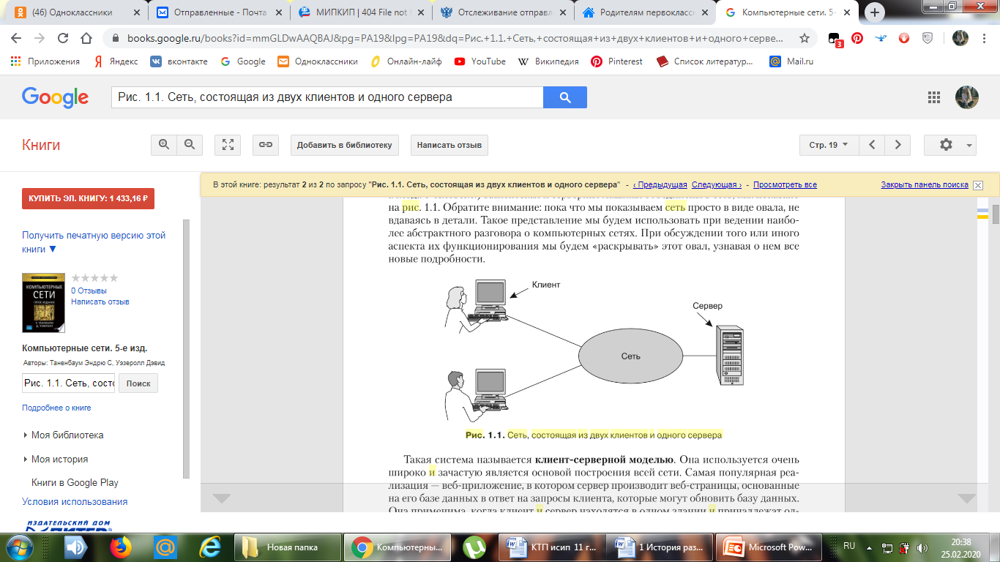 (46) Одноклассники
Отправленные - Почта
МИПКИП | 404 File not
Отслеживание отправл
Родителям первокласс
Компьютерные сети. 5-
books.google.ru/books?id=mmGLDwAAQBAJ&pg=PA19&lpg=PA19&dq=Рис.+1.1.+Сеть,+состоящая+из+двух+клиентов+и+одного+серве...
3
Приложения
Яндекс
вконтакте
Google
Одноклассники
Онлайн-лайф
YouTube
Википедия
Pinterest
Список литератур...
Mail.ru
Google
Рис. 1.1. Сеть, состоящая из двух клиентов и одного сервера
Книги
Добавить в библиотеку
Написать отзыв
Стр. 19
В этой книге: результат 2 из 2 по запросу "Рис. 1.1. Сеть, состоящая из двух клиентов и одного сервера" - ‹ Предыдущая Следующая › - Просмотреть все
Закрыть панель поиска
КУПИТЬ ЭЛ. КНИГУ: 1 433,16 ₽
Получить печатную версию этой
книги ▼
КОМПЬЮТЕРНЫЕ
СЕТИ
0 Отзывы
Написать отзыв
Компьютерные сети. 5-е изд.
Авторы: Таненбаум Эндрю С, Уэзеролл Дэвид
Рис. 1.1. Сеть, состо
Поиск
Подробнее о книге
Моя библиотека
Моя история
Книги в Google Play
Условия использования
ИЗДАТЕЛЬСКИЙ ДОМ
ПИТЕР
на рис. 1.1. Обратите внимание: пока что мы показываем сеть просто в виде овала, не
вдаваясь в детали. Такое представление мы будем использовать при ведении наибо-
лее абстрактного разговора о компьютерных сетях. При обсуждении того или иного
аспекта их функционирования мы будем «раскрывать» этот овал, узнавая о нем все
новые подробности.
Клиент
Сервер
Сеть
Рис. 1.1. Сеть, состоящая из двух клиентов и одного сервера
Такая система называется клиент-серверной моделью. Она используется очень
широко и зачастую является основой построения всей сети. Самая популярная реа-
лизация — веб-приложение, в котором сервер производит веб-страницы, основанные
на его базе данных в ответ на запросы клиента, которые могут обновить базу данных.
Она применима, когда клиент и сервер находятся в одном здании и принадлежат од-
Новая папка
Компьютерны...
КТП исип 11 г...
1 История раз...
Microsoft Pow...
RU
20:38
25.02.2020